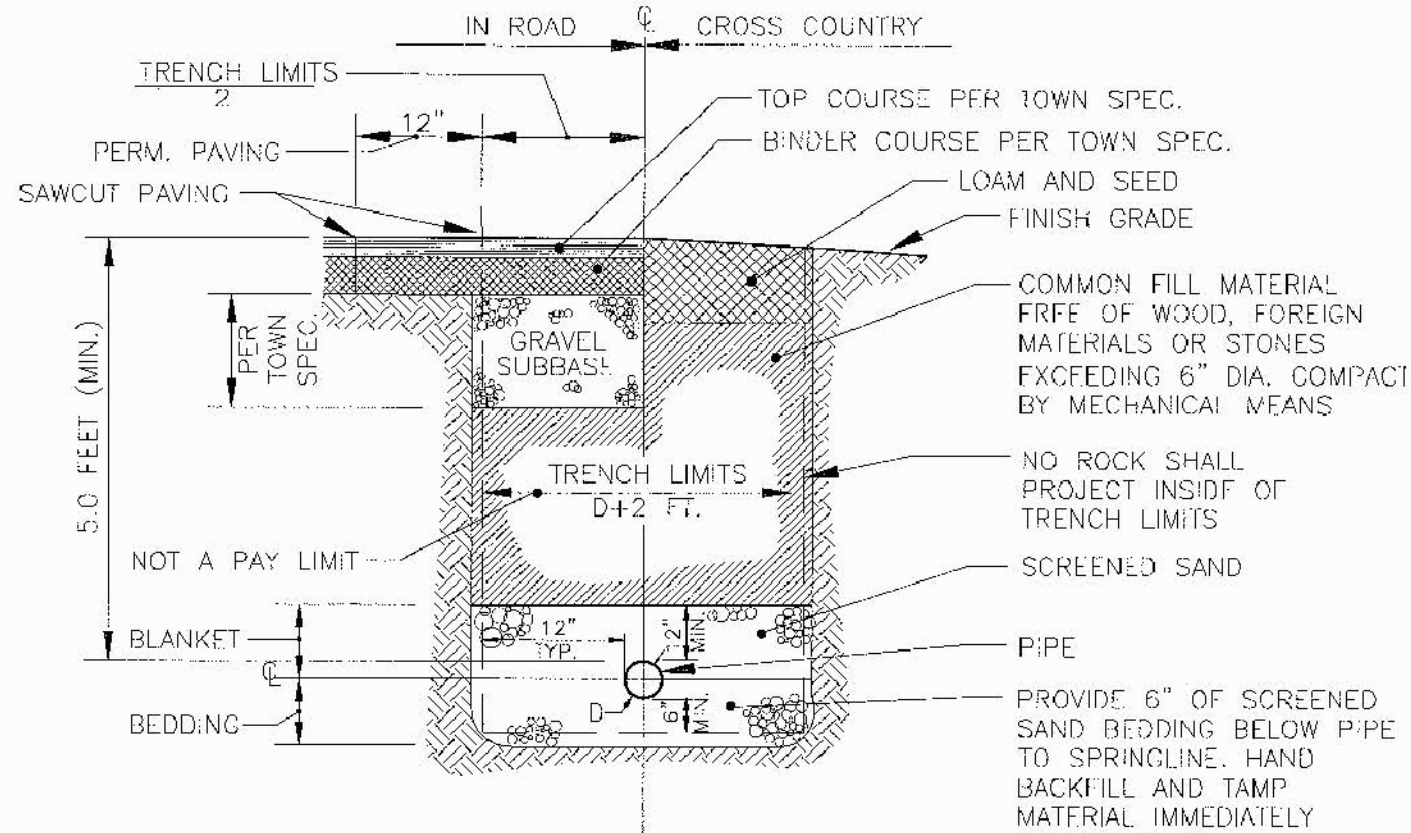 IN ROAD
℄
CROSS COUNTRY
TRENCH LIMITS
2
12"
TOP COURSE PER TOWN SPEC.
PERM. PAVING
BINDER COURSE PER TOWN SPEC.
SAWCUT PAVING
LOAM AND SEED
FINISH GRADE
5.0 FEET (MIN.)
PER
TOWN
SPEC
GRAVEL
SUBBASE
COMMON FILL MATERIAL
FREE OF WOOD, FOREIGN
MATERIALS OR STONES
EXCEEDING 6" DIA. COMPACT
BY MECHANICAL MEANS
TRENCH LIMITS
D+2 FT.
NO ROCK SHALL
PROJECT INSIDE OF
TRENCH LIMITS
NOT A PAY LIMIT
SCREENED SAND
BLANKET
12"
TYP.
12"
MIN.
PIPE
℄
BEDDING
D
6"
MIN.
PROVIDE 6" OF SCREENED
SAND BEDDING BELOW PIPE
TO SPRINGLINE. HAND
BACKFILL AND TAMP
MATERIAL IMMEDIATELY